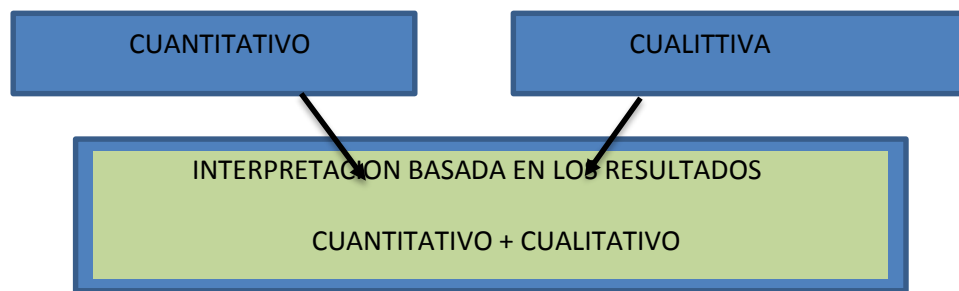 CUANTITATIVO
CUALITTIVA
INTERPRETACION BASADA EN LOS RESULTADOS
CUANTITATIVO + CUALITATIVO